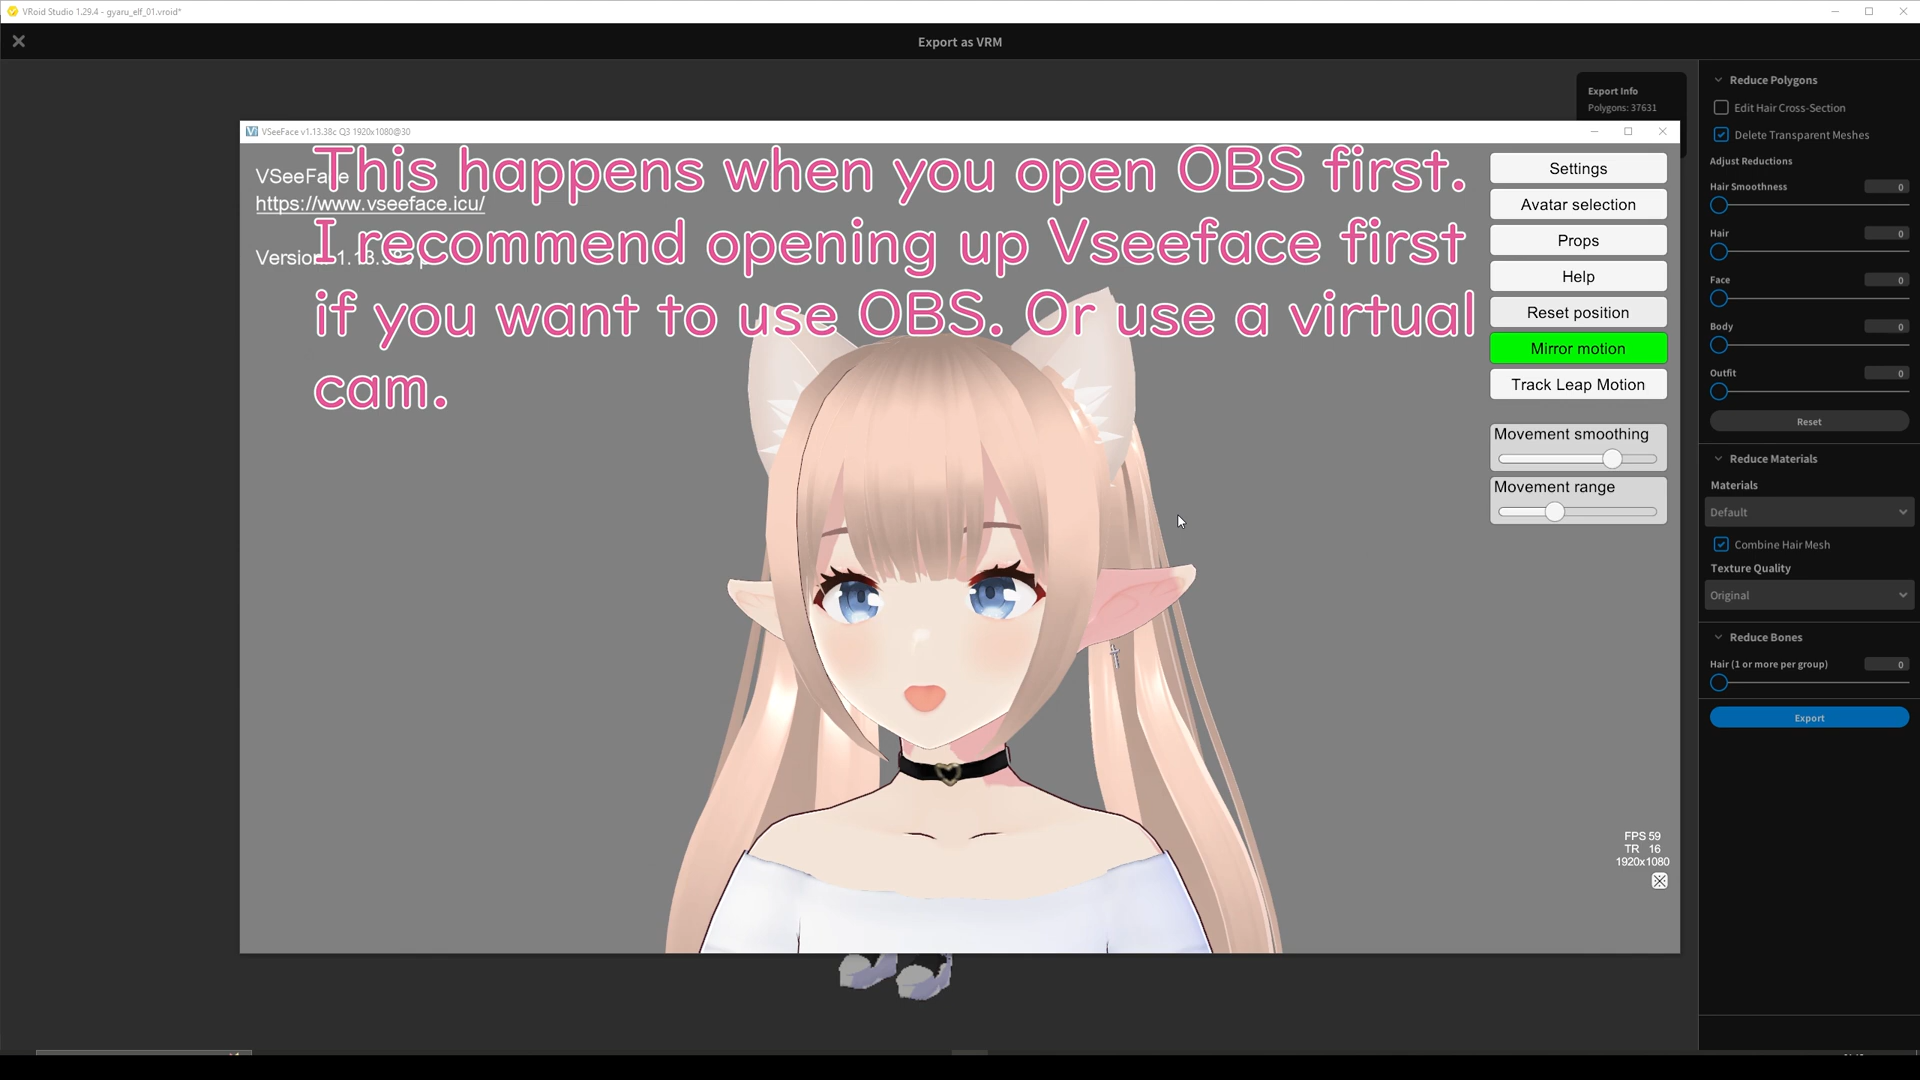 VRoid Studio 1.29.4 - gyaru_elf_01.vroid*
Export as VRM
Export Info
Polygons: 37631
VSeeFace v1.13.38c Q3 1920x1080@30
This happens when you open OBS first.
I recommend opening up Vseeface first
if you want to use OBS. Or use a virtual
cam.
VSeeFace
https://www.vseeface.icu/
Version: 1.13.38
Settings
Avatar selection
Props
Help
Reset position
Mirror motion
Track Leap Motion
Movement smoothing
Movement range
FPS 59
TR 16
1920x1080
Reduce Polygons
Edit Hair Cross-Section
Delete Transparent Meshes
Adjust Reductions
Hair Smoothness 0
Hair 0
Face 0
Body 0
Outfit 0
Reset
Reduce Materials
Materials
Default
Combine Hair Mesh
Texture Quality
Original
Reduce Bones
Hair (1 or more per group) 0
Export